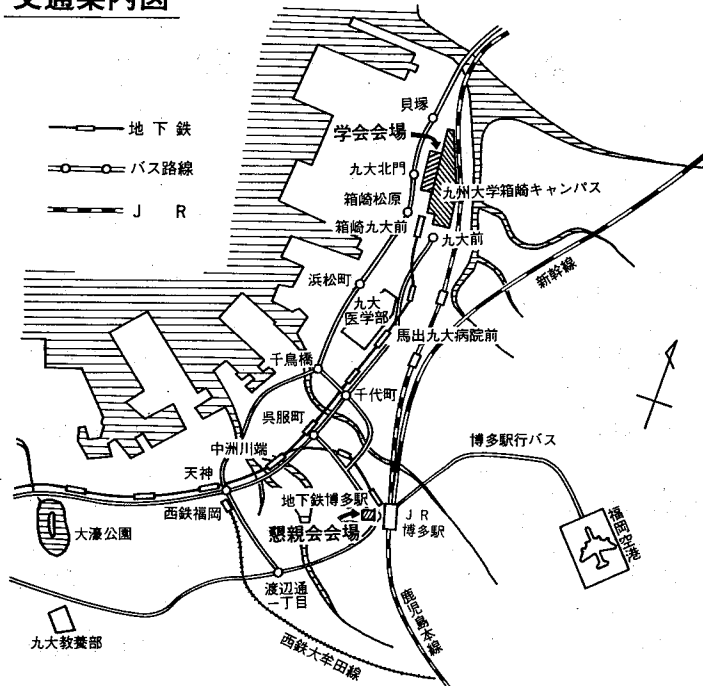 交通案内図
地下鉄
バス路線
ＪＲ
貝塚
学会会場
九大北門
九州大学箱崎キャンパス
箱崎松原
箱崎九大前
九大前
新幹線
浜松町
九大
医学部
馬出九大病院前
千鳥橋
千代町
呉服町
中洲川端
博多駅行バス
天神
地下鉄博多駅
西鉄福岡
ＪＲ
博多駅
懇親会会場
大濠公園
福岡空港
渡辺通
一丁目
鹿児島本線
九大教養部
西鉄大牟田線